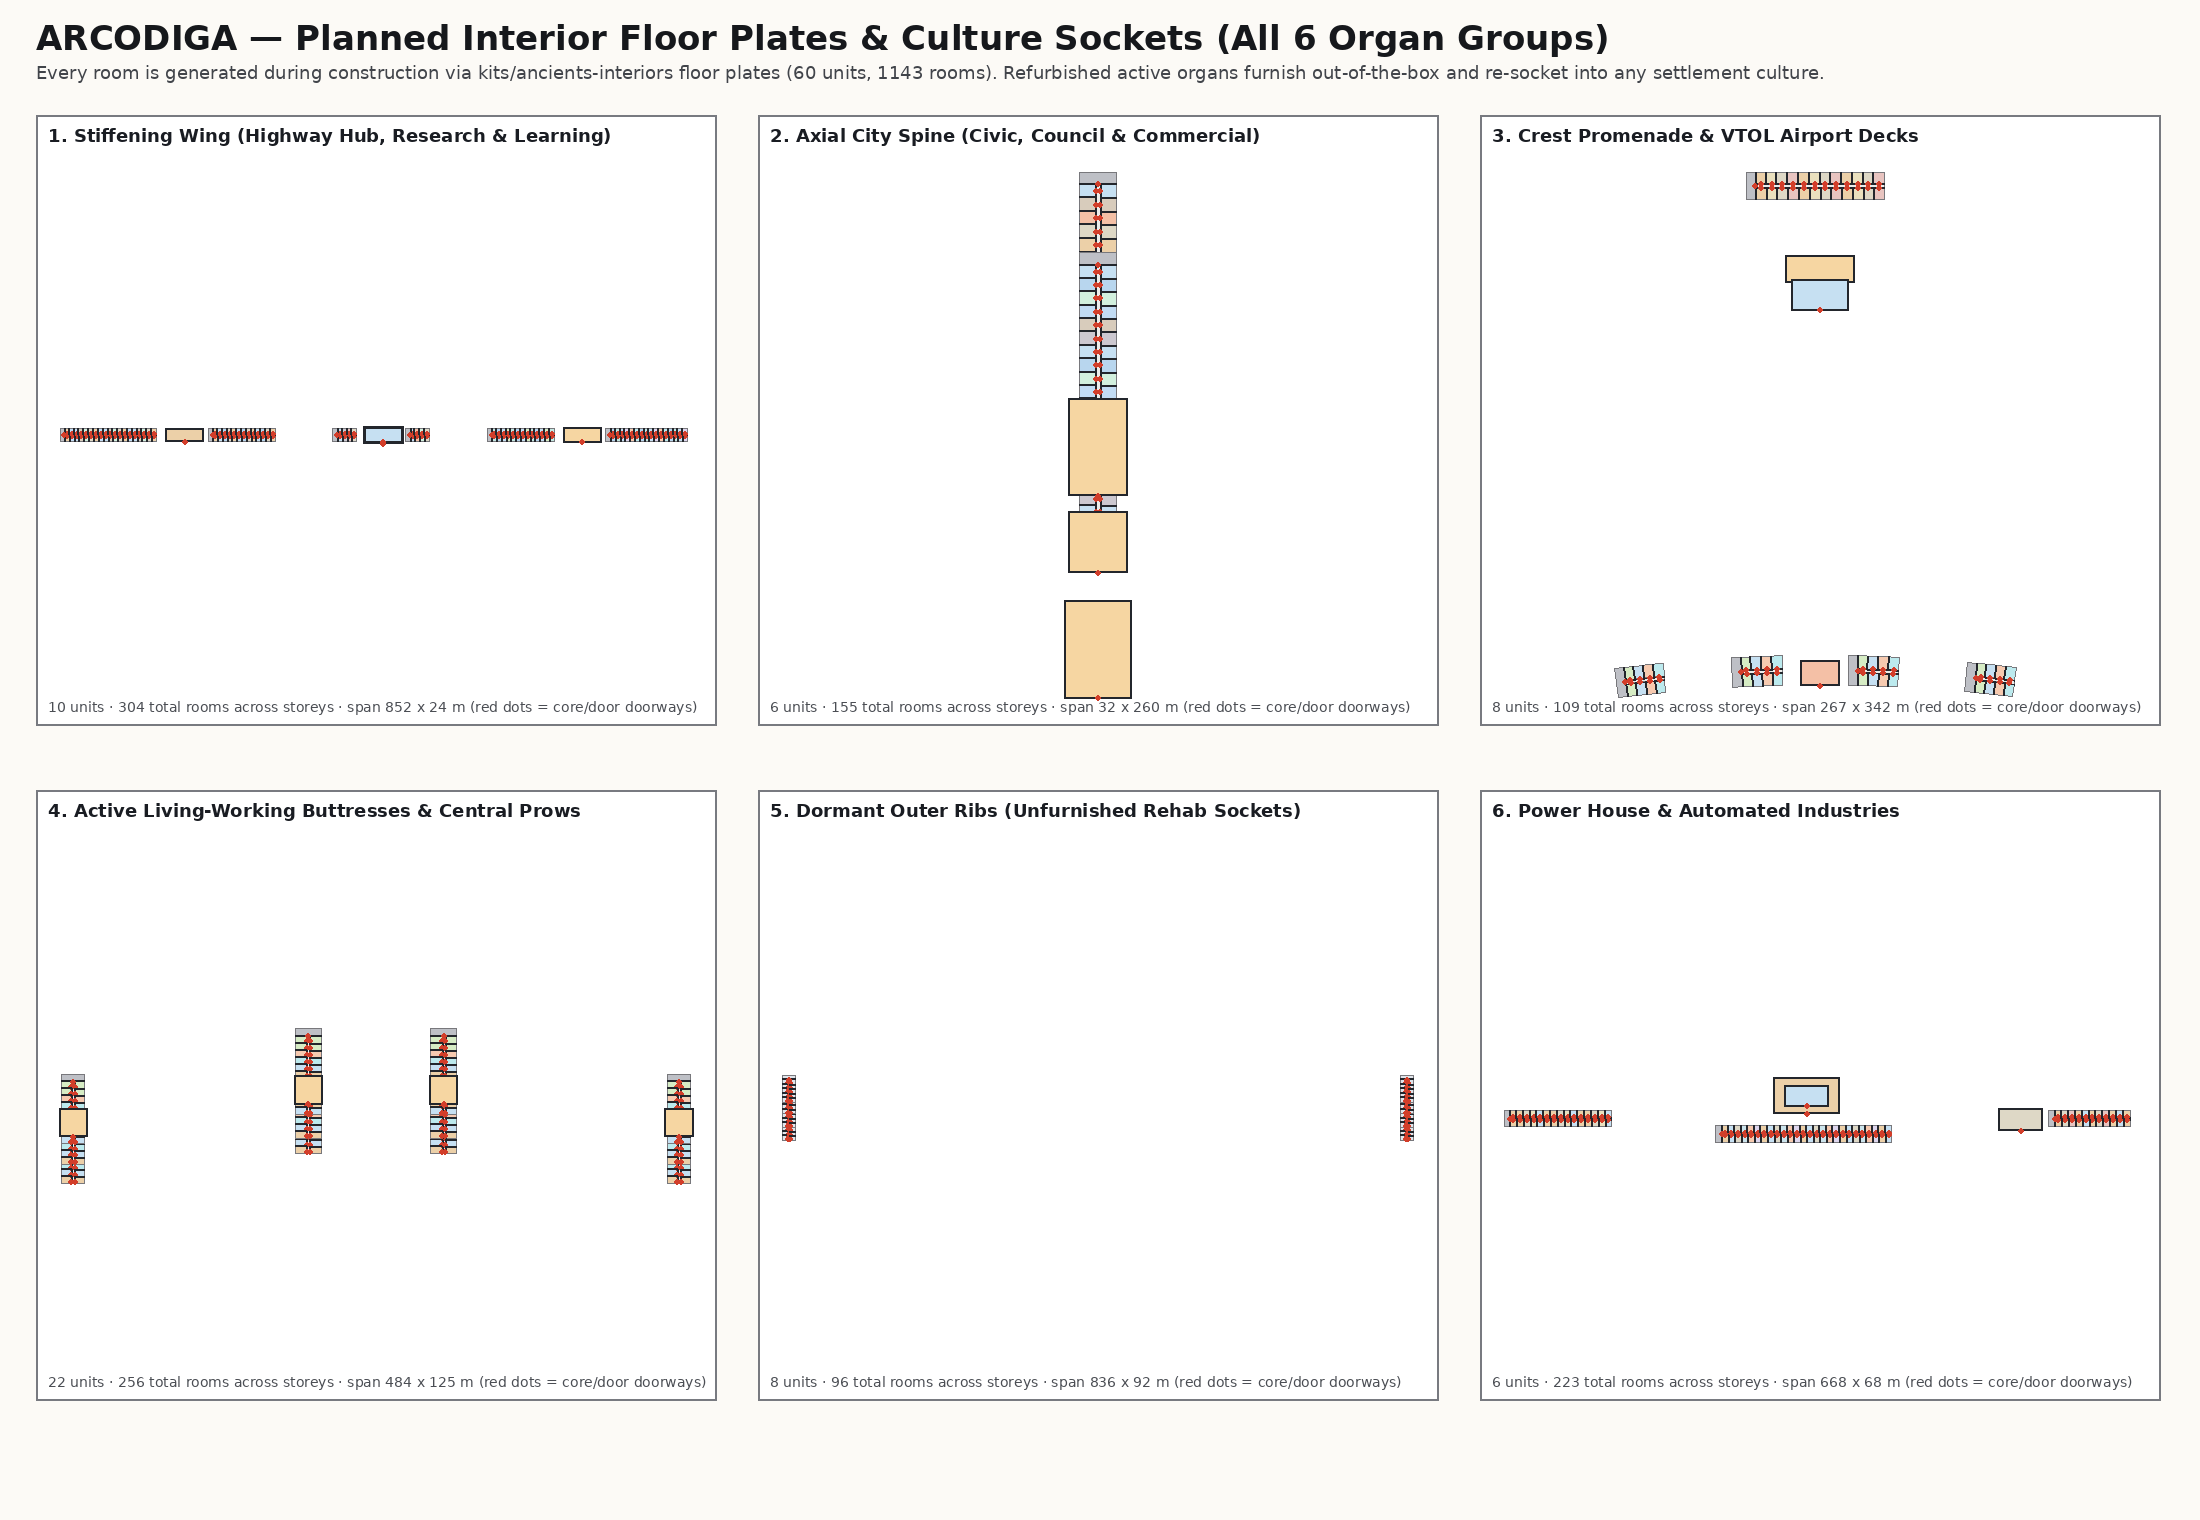 ARCODIGA — Planned Interior Floor Plates & Culture Sockets (All 6 Organ Groups)
Every room is generated during construction via kits/ancients-interiors floor plates (60 units, 1143 rooms). Refurbished active organs furnish out-of-the-box and re-socket into any settlement culture.
1. Stiffening Wing (Highway Hub, Research & Learning)
10 units · 304 total rooms across storeys · span 852 x 24 m (red dots = core/door doorways)
2. Axial City Spine (Civic, Council & Commercial)
6 units · 155 total rooms across storeys · span 32 x 260 m (red dots = core/door doorways)
3. Crest Promenade & VTOL Airport Decks
8 units · 109 total rooms across storeys · span 267 x 342 m (red dots = core/door doorways)
4. Active Living-Working Buttresses & Central Prows
22 units · 256 total rooms across storeys · span 484 x 125 m (red dots = core/door doorways)
5. Dormant Outer Ribs (Unfurnished Rehab Sockets)
8 units · 96 total rooms across storeys · span 836 x 92 m (red dots = core/door doorways)
6. Power House & Automated Industries
6 units · 223 total rooms across storeys · span 668 x 68 m (red dots = core/door doorways)